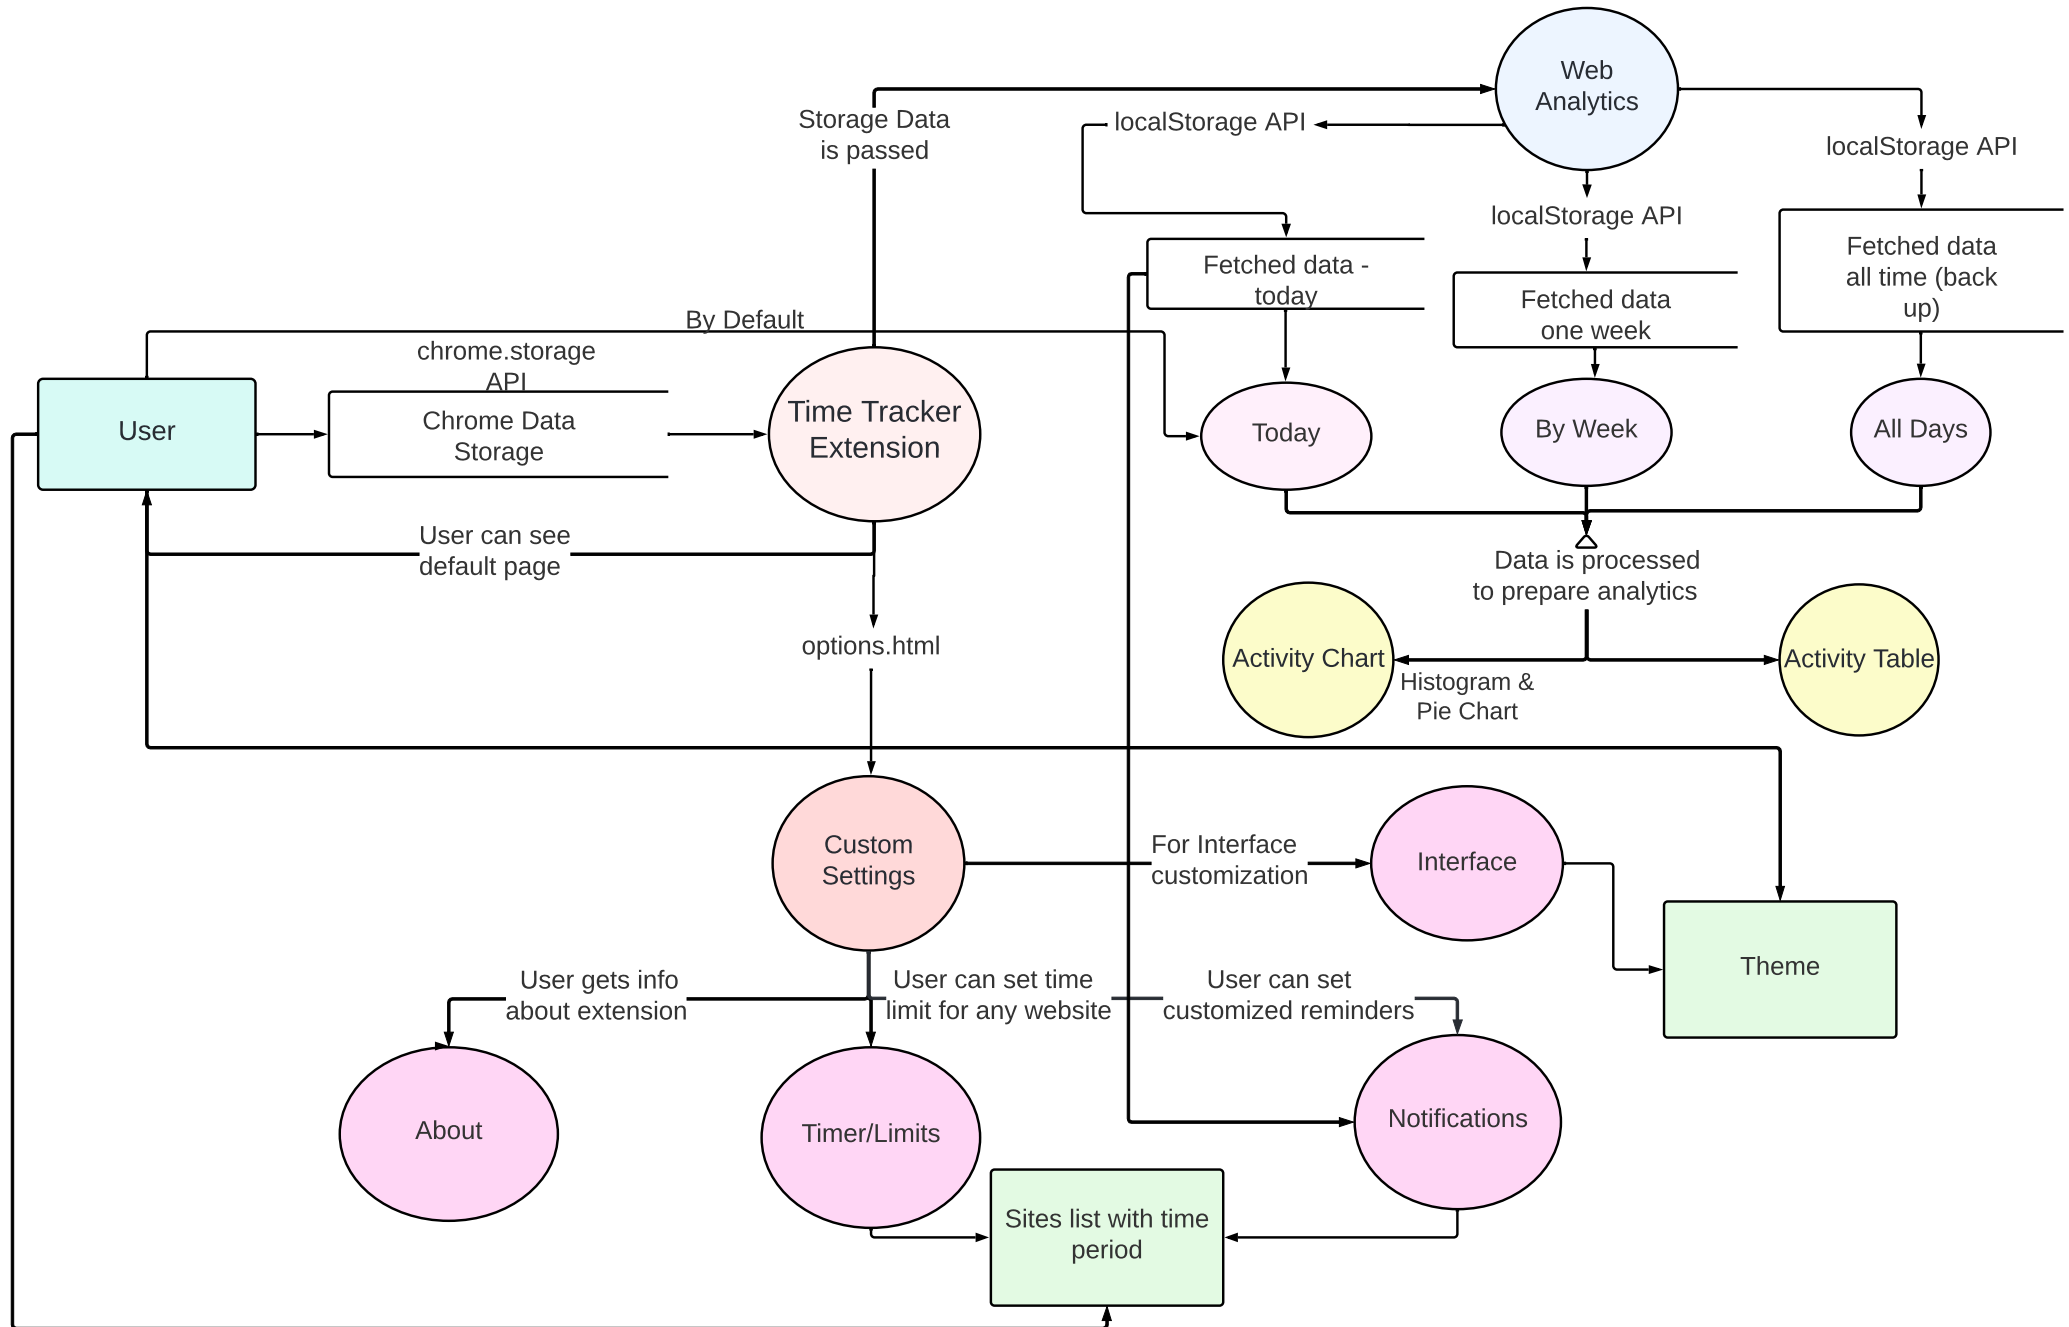 Web
Analytics
Storage Data
is passed
localStorage API
localStorage API
localStorage API
Fetched data -
today
Fetched data
one week
Fetched data
all time (back
up)
By Default
chrome.storage
API
User
Chrome Data
Storage
Time Tracker
Extension
Today
By Week
All Days
User can see
default page
Data is processed
to prepare analytics
options.html
Activity Chart
Activity Table
Histogram &
Pie Chart
Custom
Settings
For Interface
customization
Interface
Theme
User gets info
about extension
User can set time
limit for any website
User can set
customized reminders
About
Timer/Limits
Notifications
Sites list with time
period